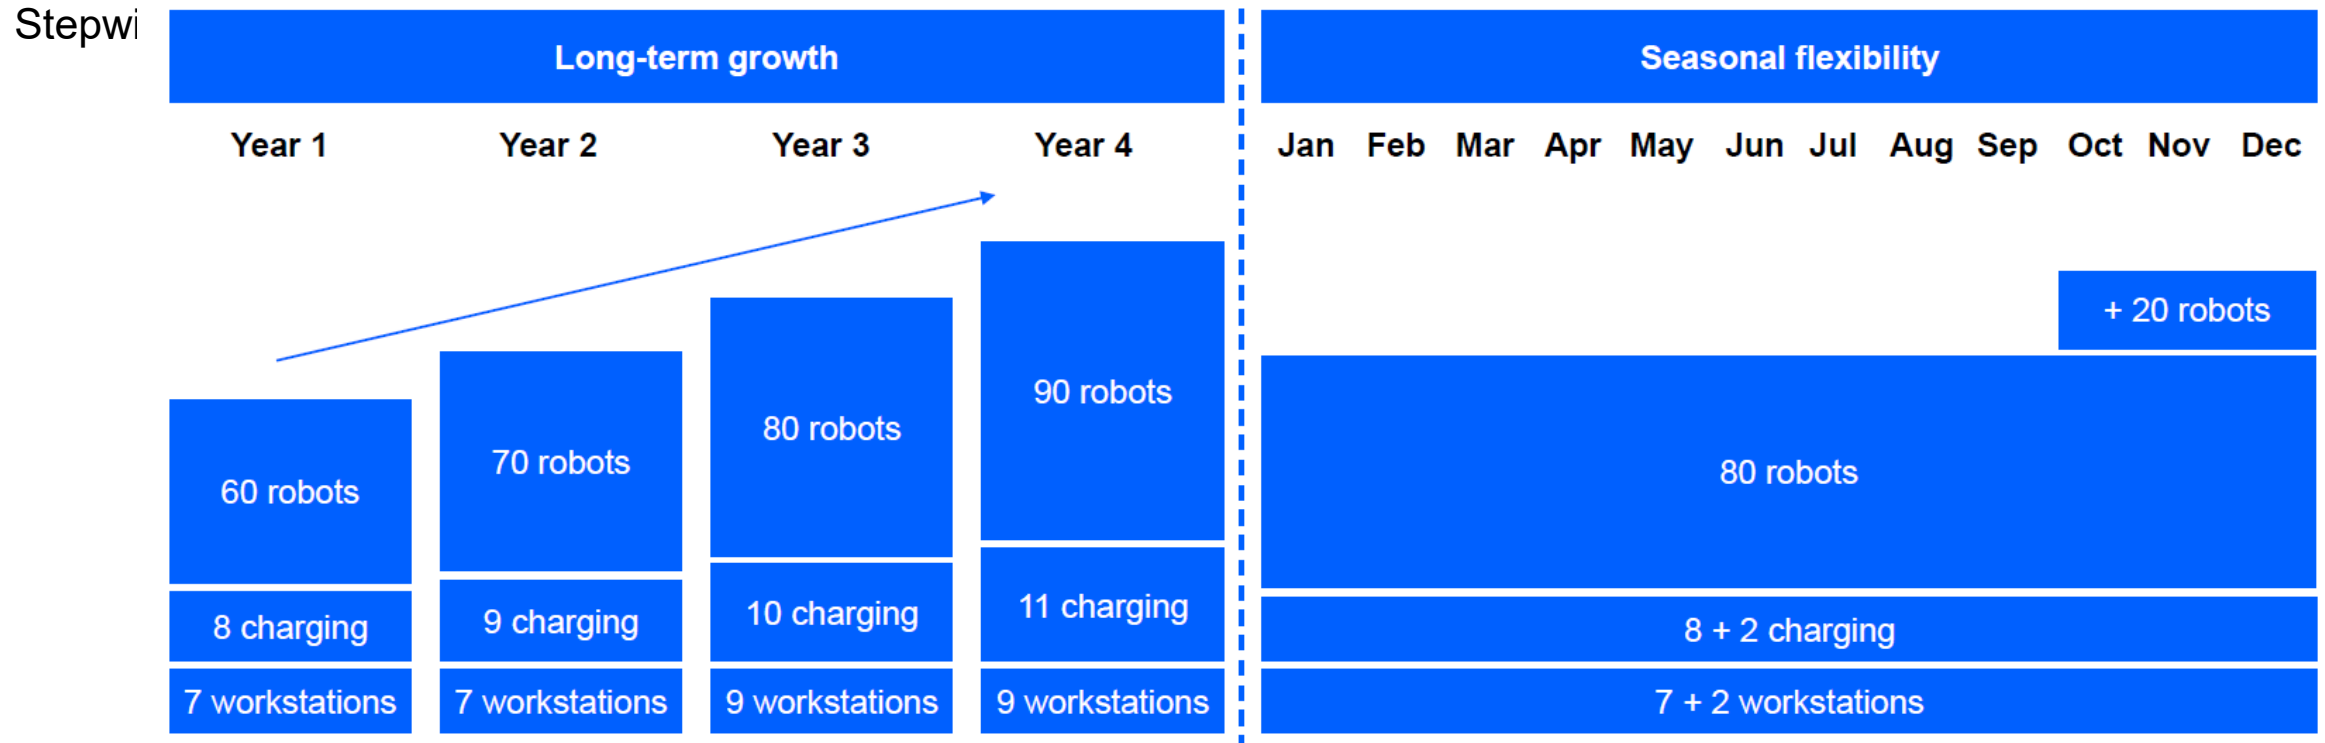 Stepwi
Long-term growth
Year 1 Year 2 Year 3 Year 4
60 robots
8 charging
7 workstations
70 robots
9 charging
7 workstations
80 robots
10 charging
9 workstations
90 robots
11 charging
9 workstations
Seasonal flexibility
Jan Feb Mar Apr May Jun Jul Aug Sep Oct Nov Dec
+ 20 robots
80 robots
8 + 2 charging
7 + 2 workstations